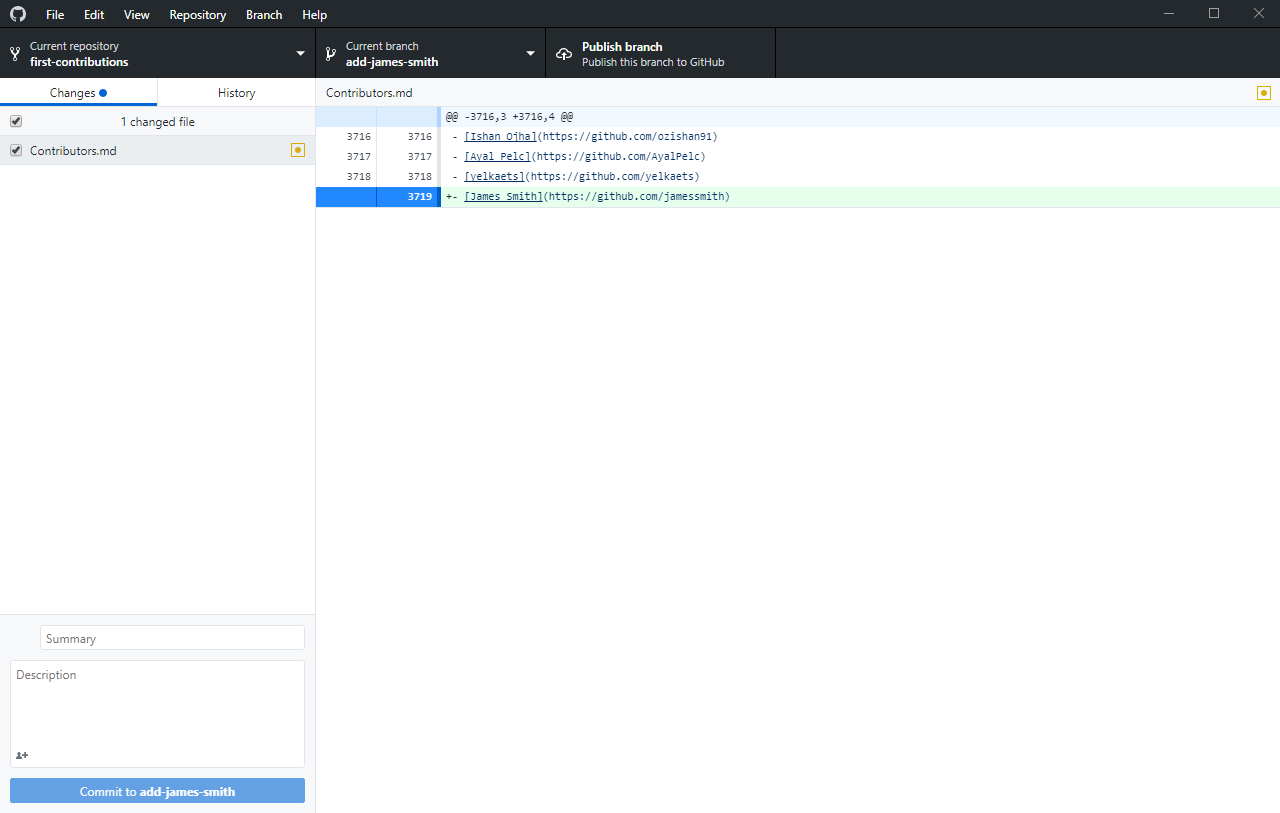 File Edit View Repository Branch Help
Current repository
first-contributions
Current branch
add-james-smith
Publish branch
Publish this branch to GitHub
Changes
History
1 changed file
Contributors.md
Summary
Description
Commit to add-james-smith
Contributors.md
@@ -3716,3 +3716,4 @@
3716 3716 - [Ishan Ojha](https://github.com/ozishan91)
3717 3717 - [Ayal Pelc](https://github.com/AyalPelc)
3718 3718 - [yelkaets](https://github.com/yelkaets)
3719 +- [James Smith](https://github.com/jamessmith)